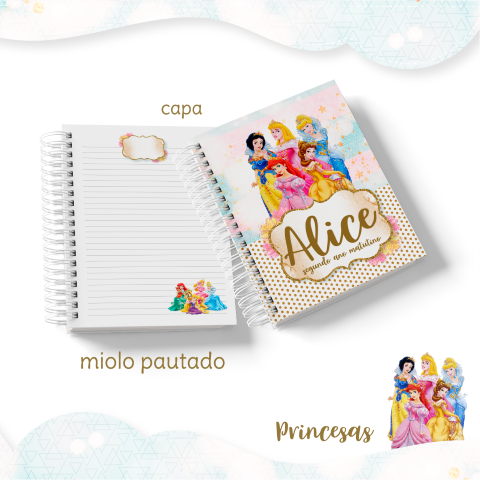 capa
Alice
segundo ano matutino
miolo pautado
Princesas